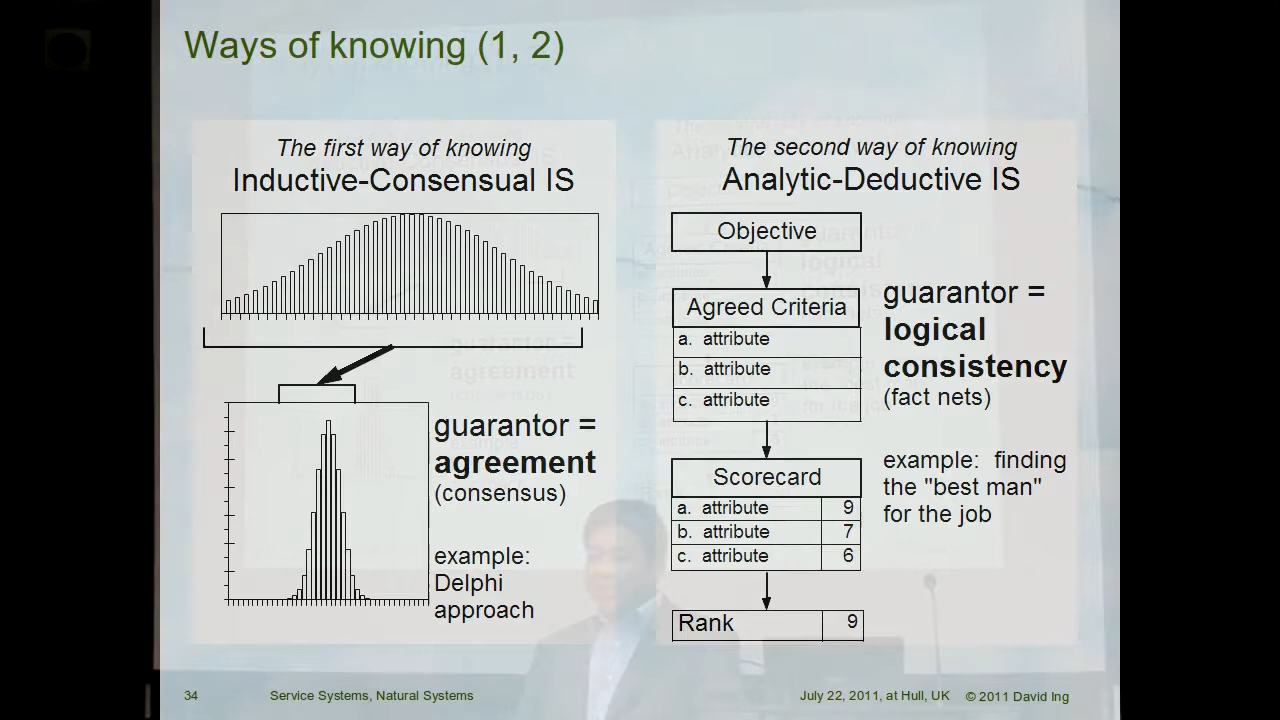 Ways of knowing (1, 2)
The first way of knowing
Inductive-Consensual IS
guarantor =
agreement
(consensus)
example:
Delphi
approach
The second way of knowing
Analytic-Deductive IS
Objective
Agreed Criteria
a. attribute
b. attribute
c. attribute
Scorecard
a. attribute 9
b. attribute 7
c. attribute 6
Rank 9
guarantor =
logical
consistency
(fact nets)
example: finding
the "best man"
for the job
34
Service Systems, Natural Systems
July 22, 2011, at Hull, UK
© 2011 David Ing